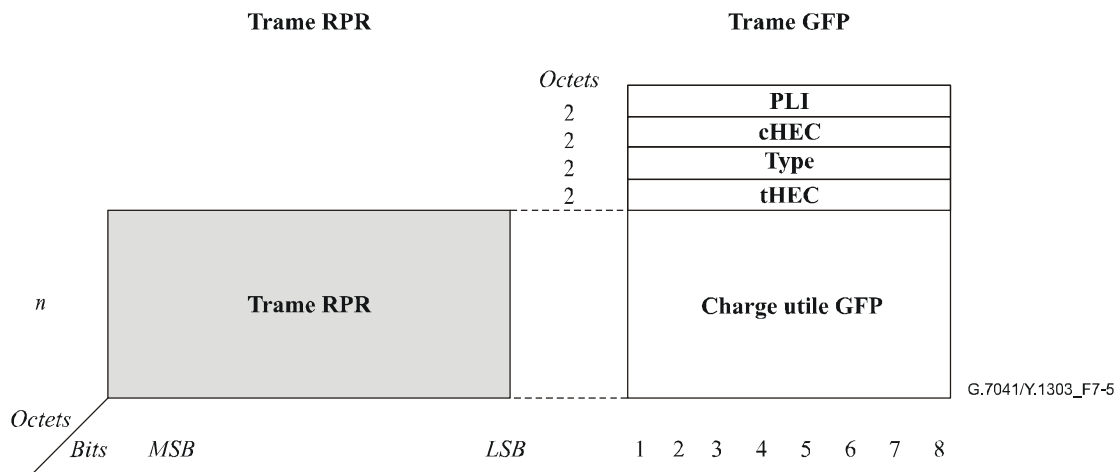 Trame RPR Trame GFP
Octets
PLI
2
cHEC
2
Type
2
tHEC
2
n
Trame RPR
Charge utile GFP
G.7041/Y.1303_F7-5
Octets
Bits MSB LSB 1 2 3 4 5 6 7 8